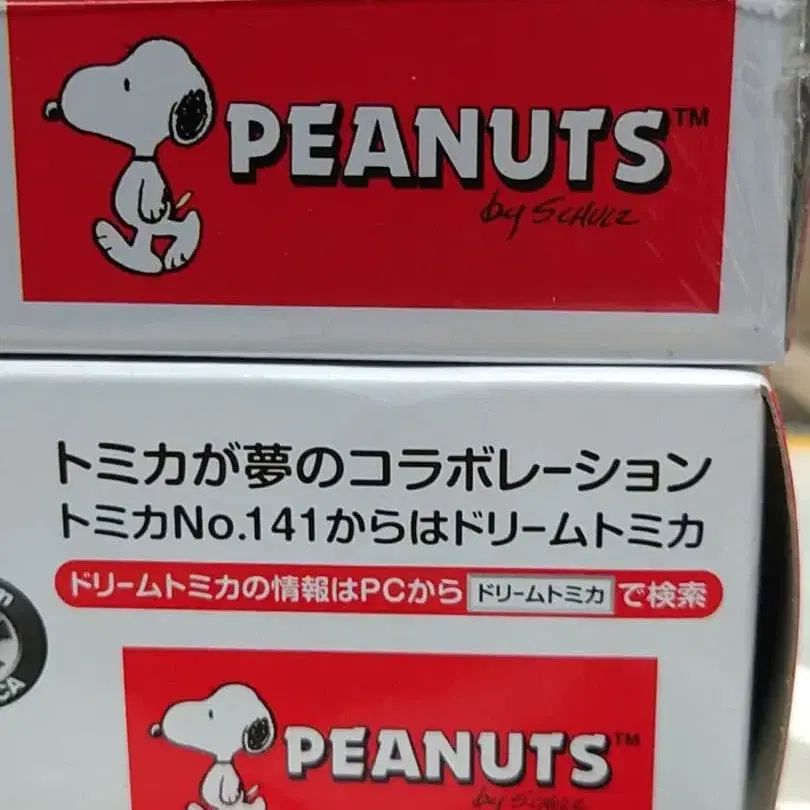 PEANUTS™
by SCHULZ
トミカが夢のコラボレーション
トミカNo.141からはドリームトミカ
ドリームトミカの情報はPCから ドリームトミカ で検索
PEANUTS™
by SCHULZ